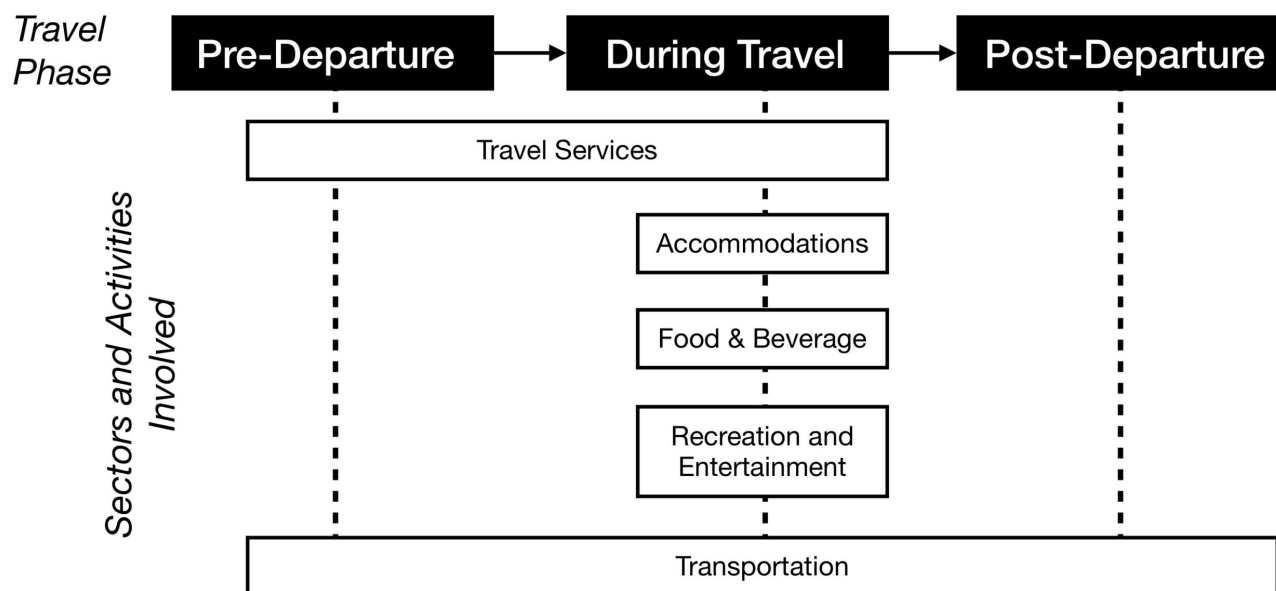 Travel
Phase
Pre-Departure
During Travel
Post-Departure
Travel Services
Accommodations
Food & Beverage
Recreation and
Entertainment
Transportation
Sectors and Activities
Involved